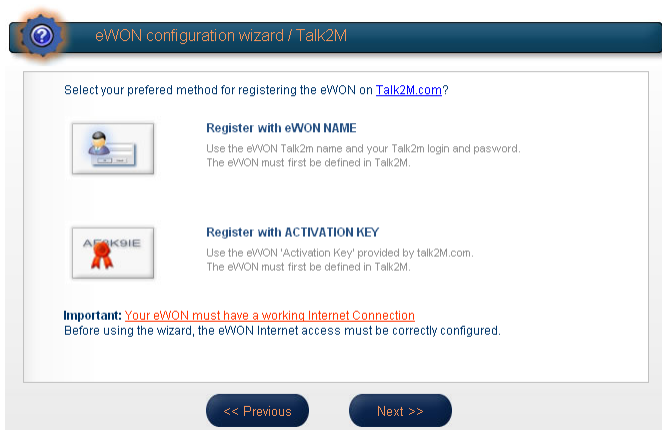 eWON configuration wizard / Talk2M
Select your prefered method for registering the eWON on Talk2M.com?
Register with eWON NAME
Use the eWON Talk2m name and your Talk2m login and pasword.
The eWON must first be defined in Talk2M.
Register with ACTIVATION KEY
Use the eWON 'Activation Key' provided by talk2M.com.
The eWON must first be defined in Talk2M.
Important: Your eWON must have a working Internet Connection
Before using the wizard, the eWON Internet access must be correctly configured.
<< Previous
Next >>